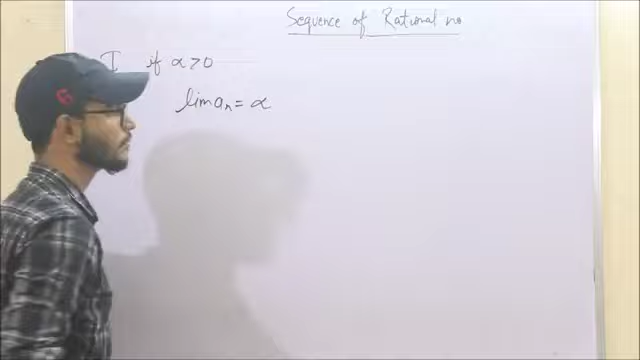 Sequence of Rational no
I if α > 0
lim aₙ = α
G